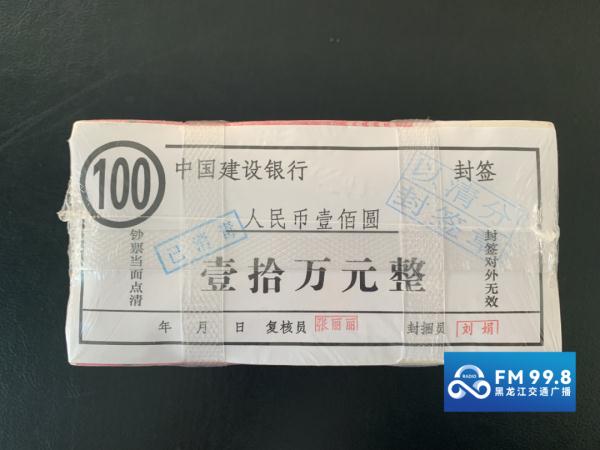 100
中国建设银行 封签
人民币壹佰圆
以清分
封签
已清
壹拾万元整
钞票当面点清
封签对外无效
年 月 日 复核员 张丽丽 封捆员 刘娟
RADIO
FM 99.8
黑龙江交通广播